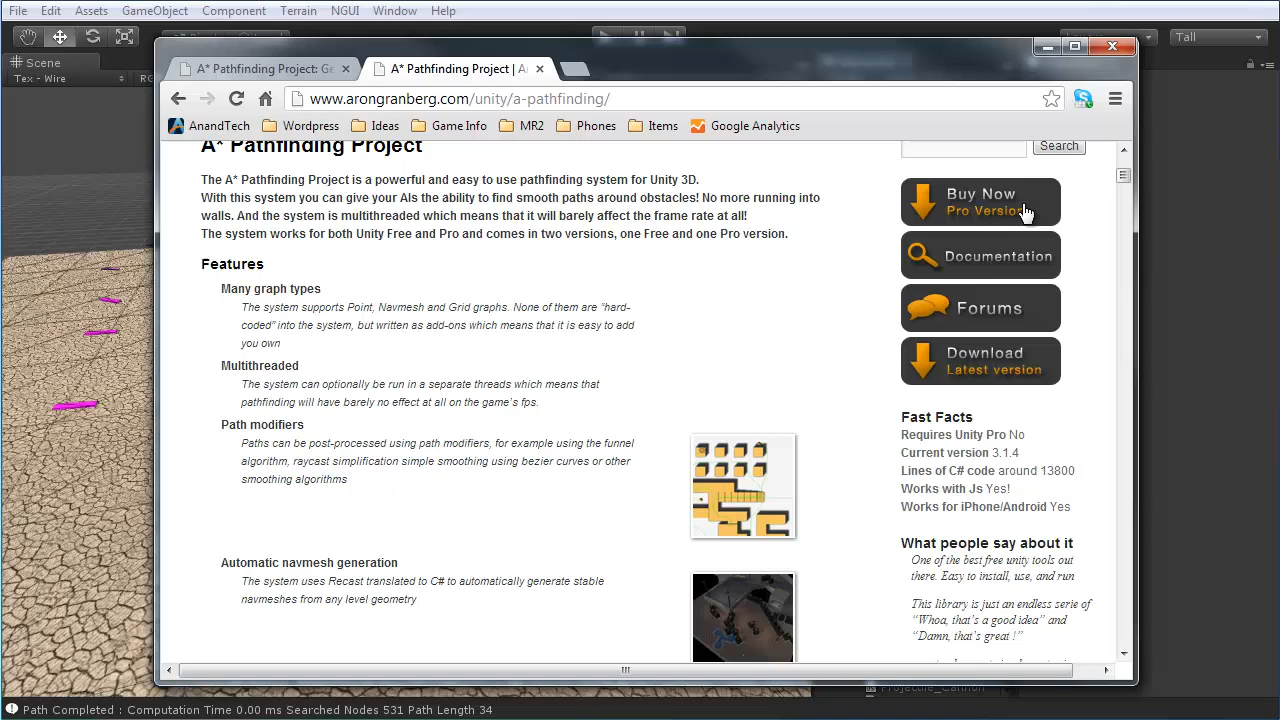 File Edit Assets GameObject Component Terrain NGUI Window Help
Tall
Scene
Tex - Wire
A* Pathfinding Project: Ge
A* Pathfinding Project | A
www.arongranberg.com/unity/a-pathfinding/
AnandTech Wordpress Ideas Game Info MR2 Phones Items Google Analytics
A* Pathfinding Project
Search
The A* Pathfinding Project is a powerful and easy to use pathfinding system for Unity 3D.
With this system you can give your AIs the ability to find smooth paths around obstacles! No more running into
walls. And the system is multithreaded which means that it will barely affect the frame rate at all!
The system works for both Unity Free and Pro and comes in two versions, one Free and one Pro version.
Features
Many graph types
The system supports Point, Navmesh and Grid graphs. None of them are "hard-
coded" into the system, but written as add-ons which means that it is easy to add
you own
Multithreaded
The system can optionally be run in a separate threads which means that
pathfinding will have barely no effect at all on the game's fps.
Path modifiers
Paths can be post-processed using path modifiers, for example using the funnel
algorithm, raycast simplification simple smoothing using bezier curves or other
smoothing algorithms
Automatic navmesh generation
The system uses Recast translated to C# to automatically generate stable
navmeshes from any level geometry
Buy Now
Pro Version
Documentation
Forums
Download
Latest version
Fast Facts
Requires Unity Pro No
Current version 3.1.4
Lines of C# code around 13800
Works with Js Yes!
Works for iPhone/Android Yes
What people say about it
One of the best free unity tools out
there. Easy to install, use, and run
This library is just an endless serie of
"Whoa, that's a good idea" and
"Damn, that's great !"
Projectile_Cannon
Path Completed : Computation Time 0.00 ms Searched Nodes 531 Path Length 34